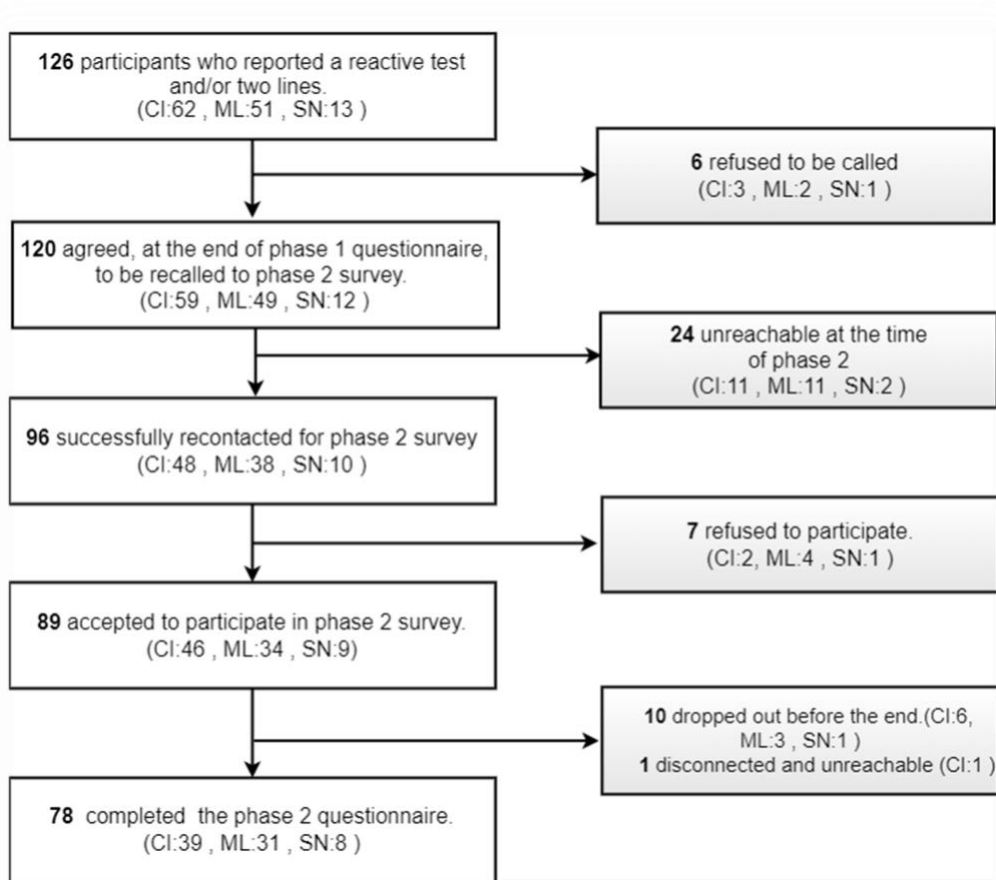 126 participants who reported a reactive test
and/or two lines.
(CI:62 , ML:51 , SN:13 )
6 refused to be called
(CI:3 , ML:2 , SN:1 )
120 agreed, at the end of phase 1 questionnaire,
to be recalled to phase 2 survey.
(CI:59 , ML:49 , SN:12 )
24 unreachable at the time
of phase 2
(CI:11 , ML:11 , SN:2 )
96 successfully recontacted for phase 2 survey
(CI:48 , ML:38 , SN:10 )
7 refused to participate.
(CI:2, ML:4 , SN:1 )
89 accepted to participate in phase 2 survey.
(CI:46 , ML:34 , SN:9)
10 dropped out before the end.(CI:6,
ML:3 , SN:1 )
1 disconnected and unreachable (CI:1 )
78 completed the phase 2 questionnaire.
(CI:39 , ML:31 , SN:8 )